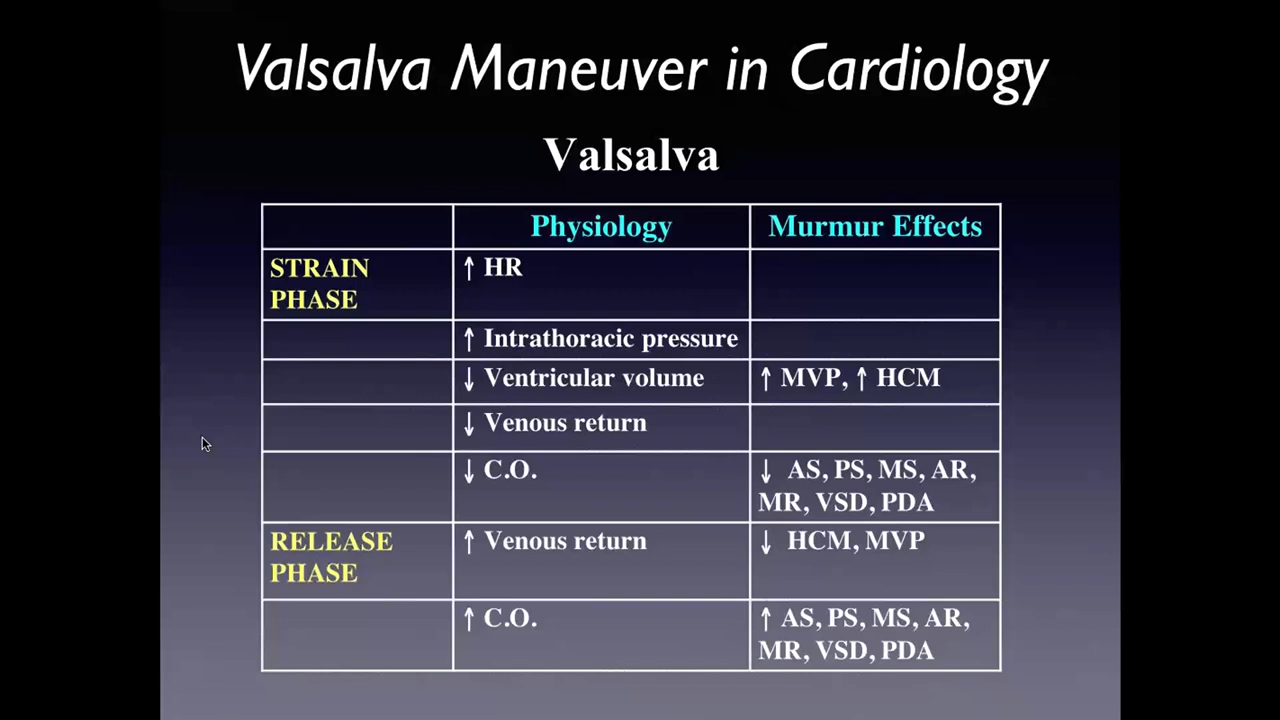 Valsalva Maneuver in Cardiology
Valsalva
Physiology
Murmur Effects
STRAIN
PHASE
↑ HR
↑ Intrathoracic pressure
↓ Ventricular volume
↑ MVP, ↑ HCM
↓ Venous return
↓ C.O.
↓ AS, PS, MS, AR,
MR, VSD, PDA
RELEASE
PHASE
↑ Venous return
↓ HCM, MVP
↑ C.O.
↑ AS, PS, MS, AR,
MR, VSD, PDA